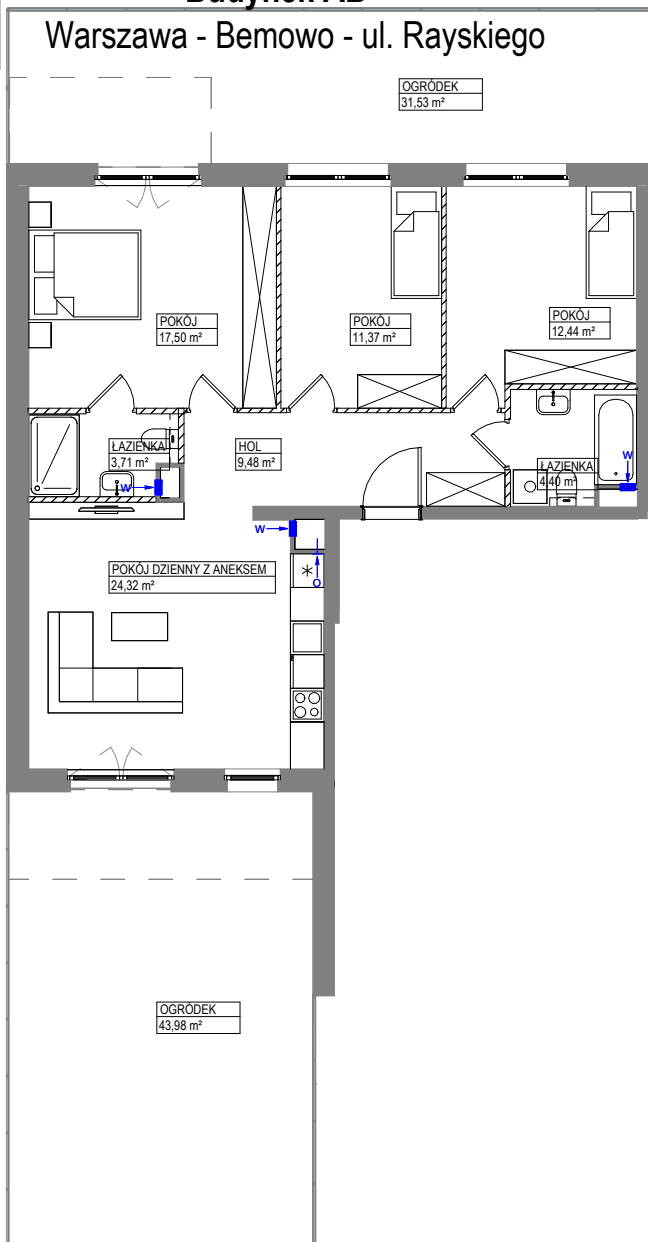 Budynek AB
Warszawa - Bemowo - ul. Rayskiego
OGRÓDEK
31,53 m²
POKÓJ
17,50 m²
POKÓJ
11,37 m²
POKÓJ
12,44 m²
ŁAZIENKA
3,71 m²
HOL
9,48 m²
ŁAZIENKA
4,40 m²
W
W
W
O
POKÓJ DZIENNY Z ANEKSEM
24,32 m²
OGRÓDEK
43,98 m²